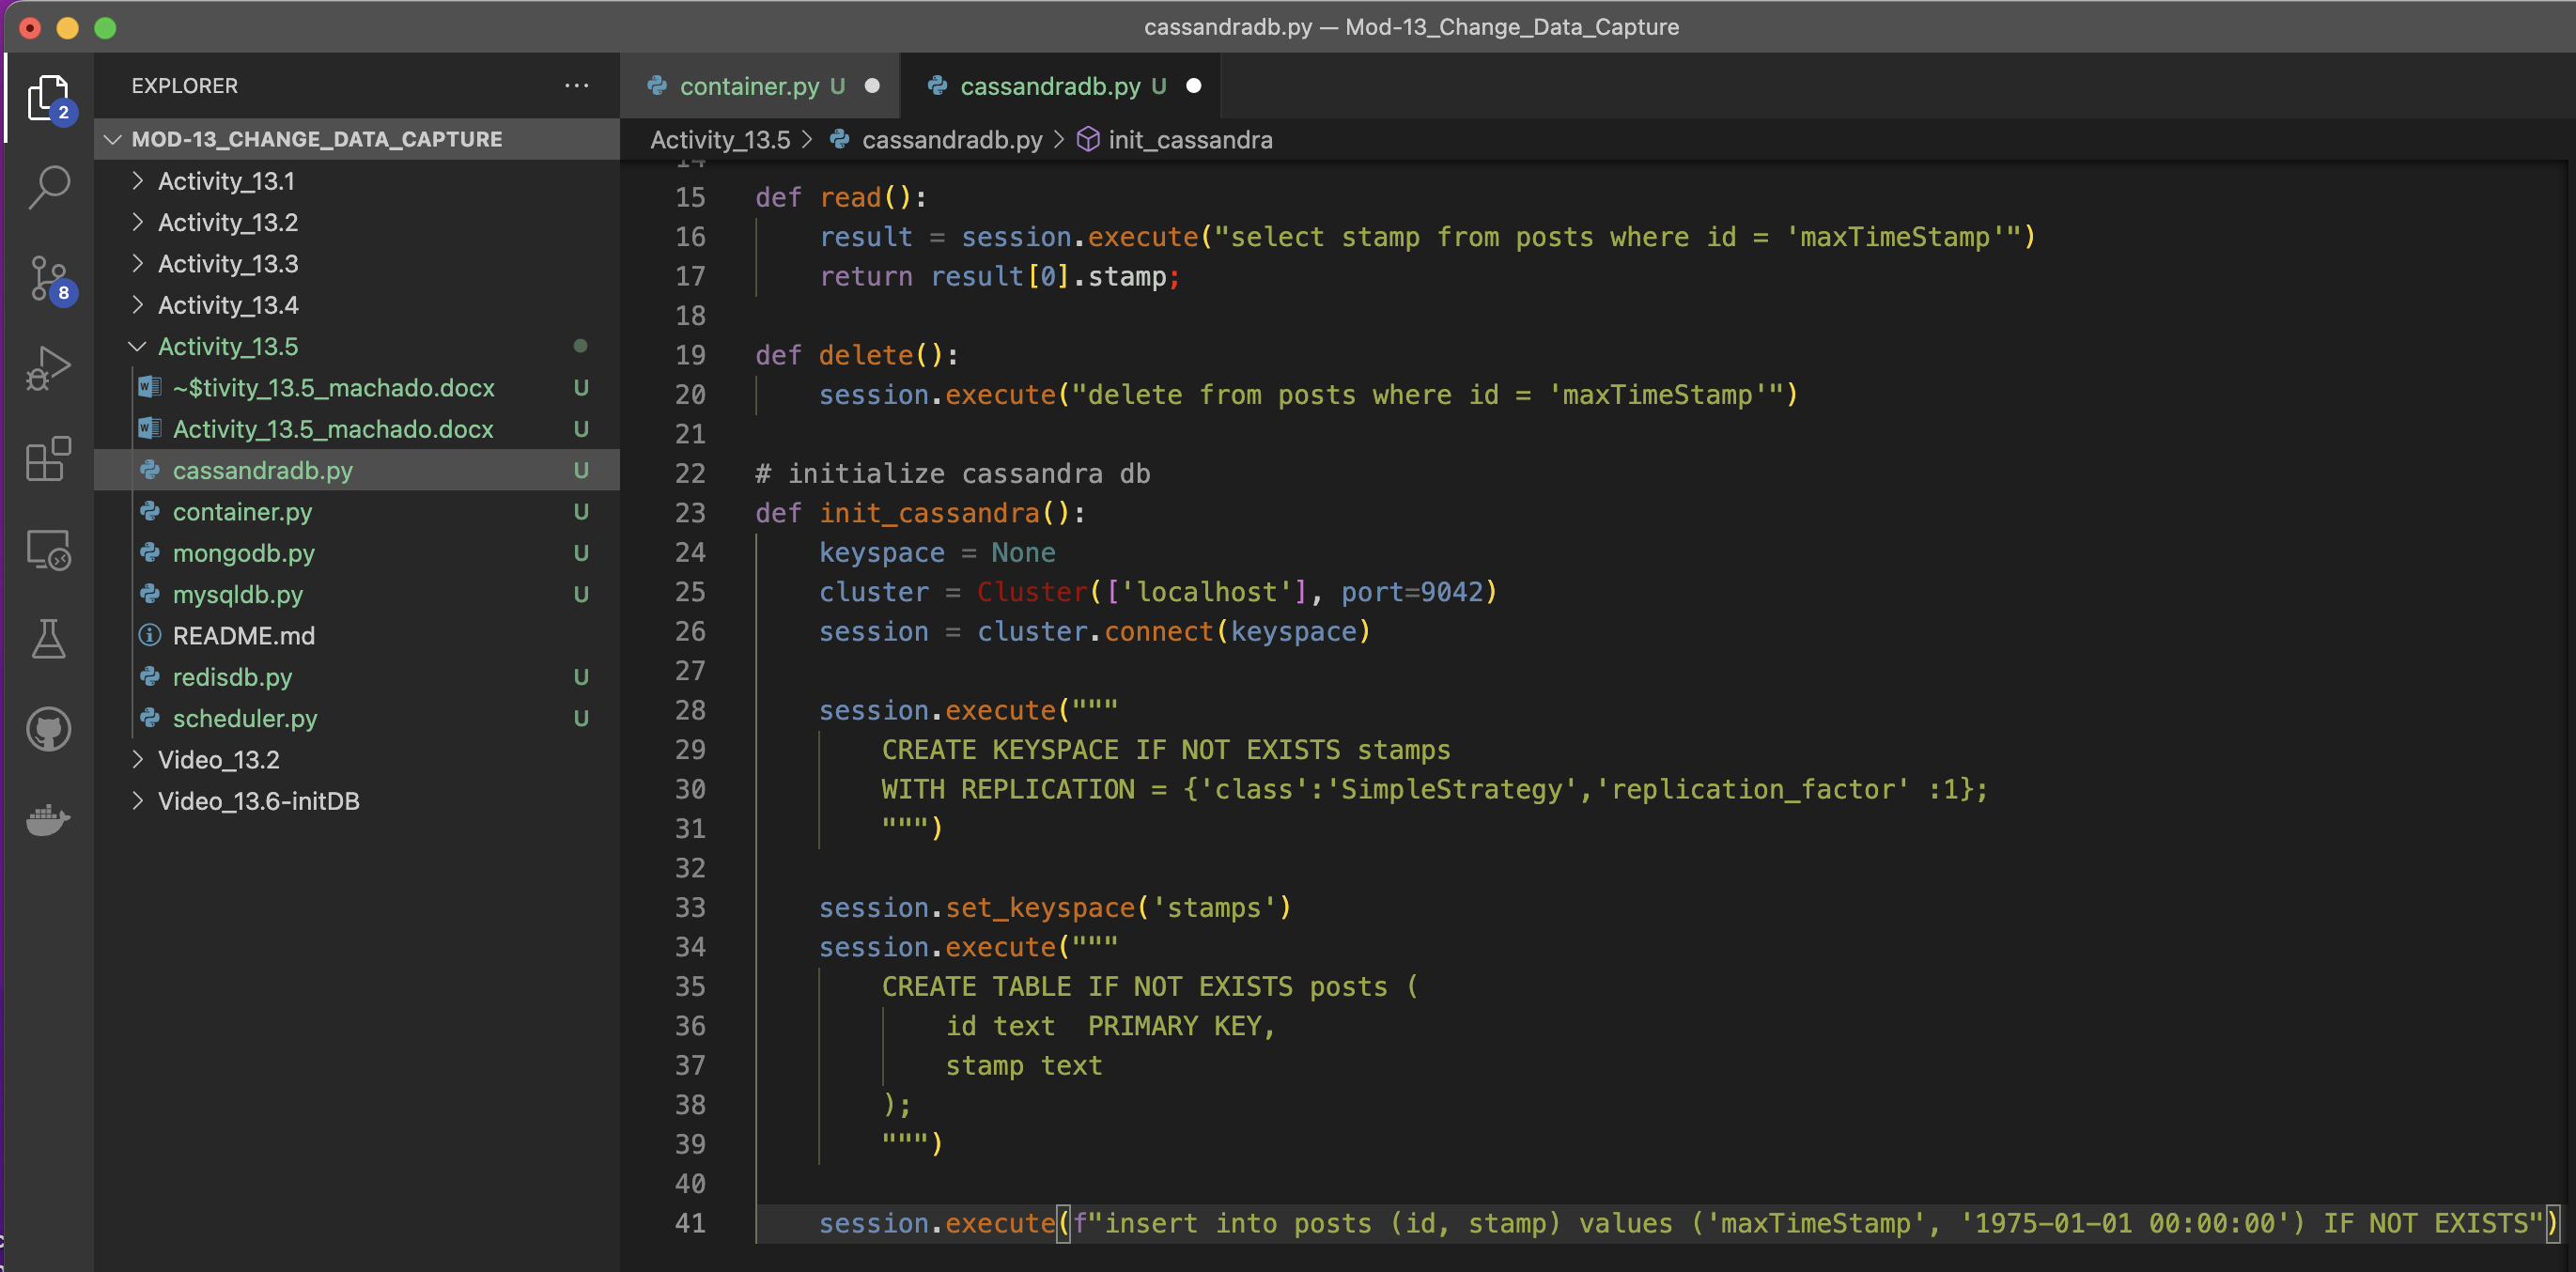 cassandradb.py — Mod-13_Change_Data_Capture
EXPLORER
2
8
MOD-13_CHANGE_DATA_CAPTURE
Activity_13.1
Activity_13.2
Activity_13.3
Activity_13.4
Activity_13.5
~$tivity_13.5_machado.docx U
Activity_13.5_machado.docx U
cassandradb.py U
container.py U
mongodb.py U
mysqldb.py U
README.md
redisdb.py U
scheduler.py U
Video_13.2
Video_13.6-initDB
container.py U
cassandradb.py U
Activity_13.5 > cassandradb.py > init_cassandra
14
15 def read():
16     result = session.execute("select stamp from posts where id = 'maxTimeStamp'")
17     return result[0].stamp;
18
19 def delete():
20     session.execute("delete from posts where id = 'maxTimeStamp'")
21
22 # initialize cassandra db
23 def init_cassandra():
24     keyspace = None
25     cluster = Cluster(['localhost'], port=9042)
26     session = cluster.connect(keyspace)
27
28     session.execute("""
29         CREATE KEYSPACE IF NOT EXISTS stamps
30         WITH REPLICATION = {'class':'SimpleStrategy','replication_factor' :1};
31         """)
32
33     session.set_keyspace('stamps')
34     session.execute("""
35         CREATE TABLE IF NOT EXISTS posts (
36             id text  PRIMARY KEY,
37             stamp text
38         );
39         """)
40
41     session.execute(f"insert into posts (id, stamp) values ('maxTimeStamp', '1975-01-01 00:00:00') IF NOT EXISTS")